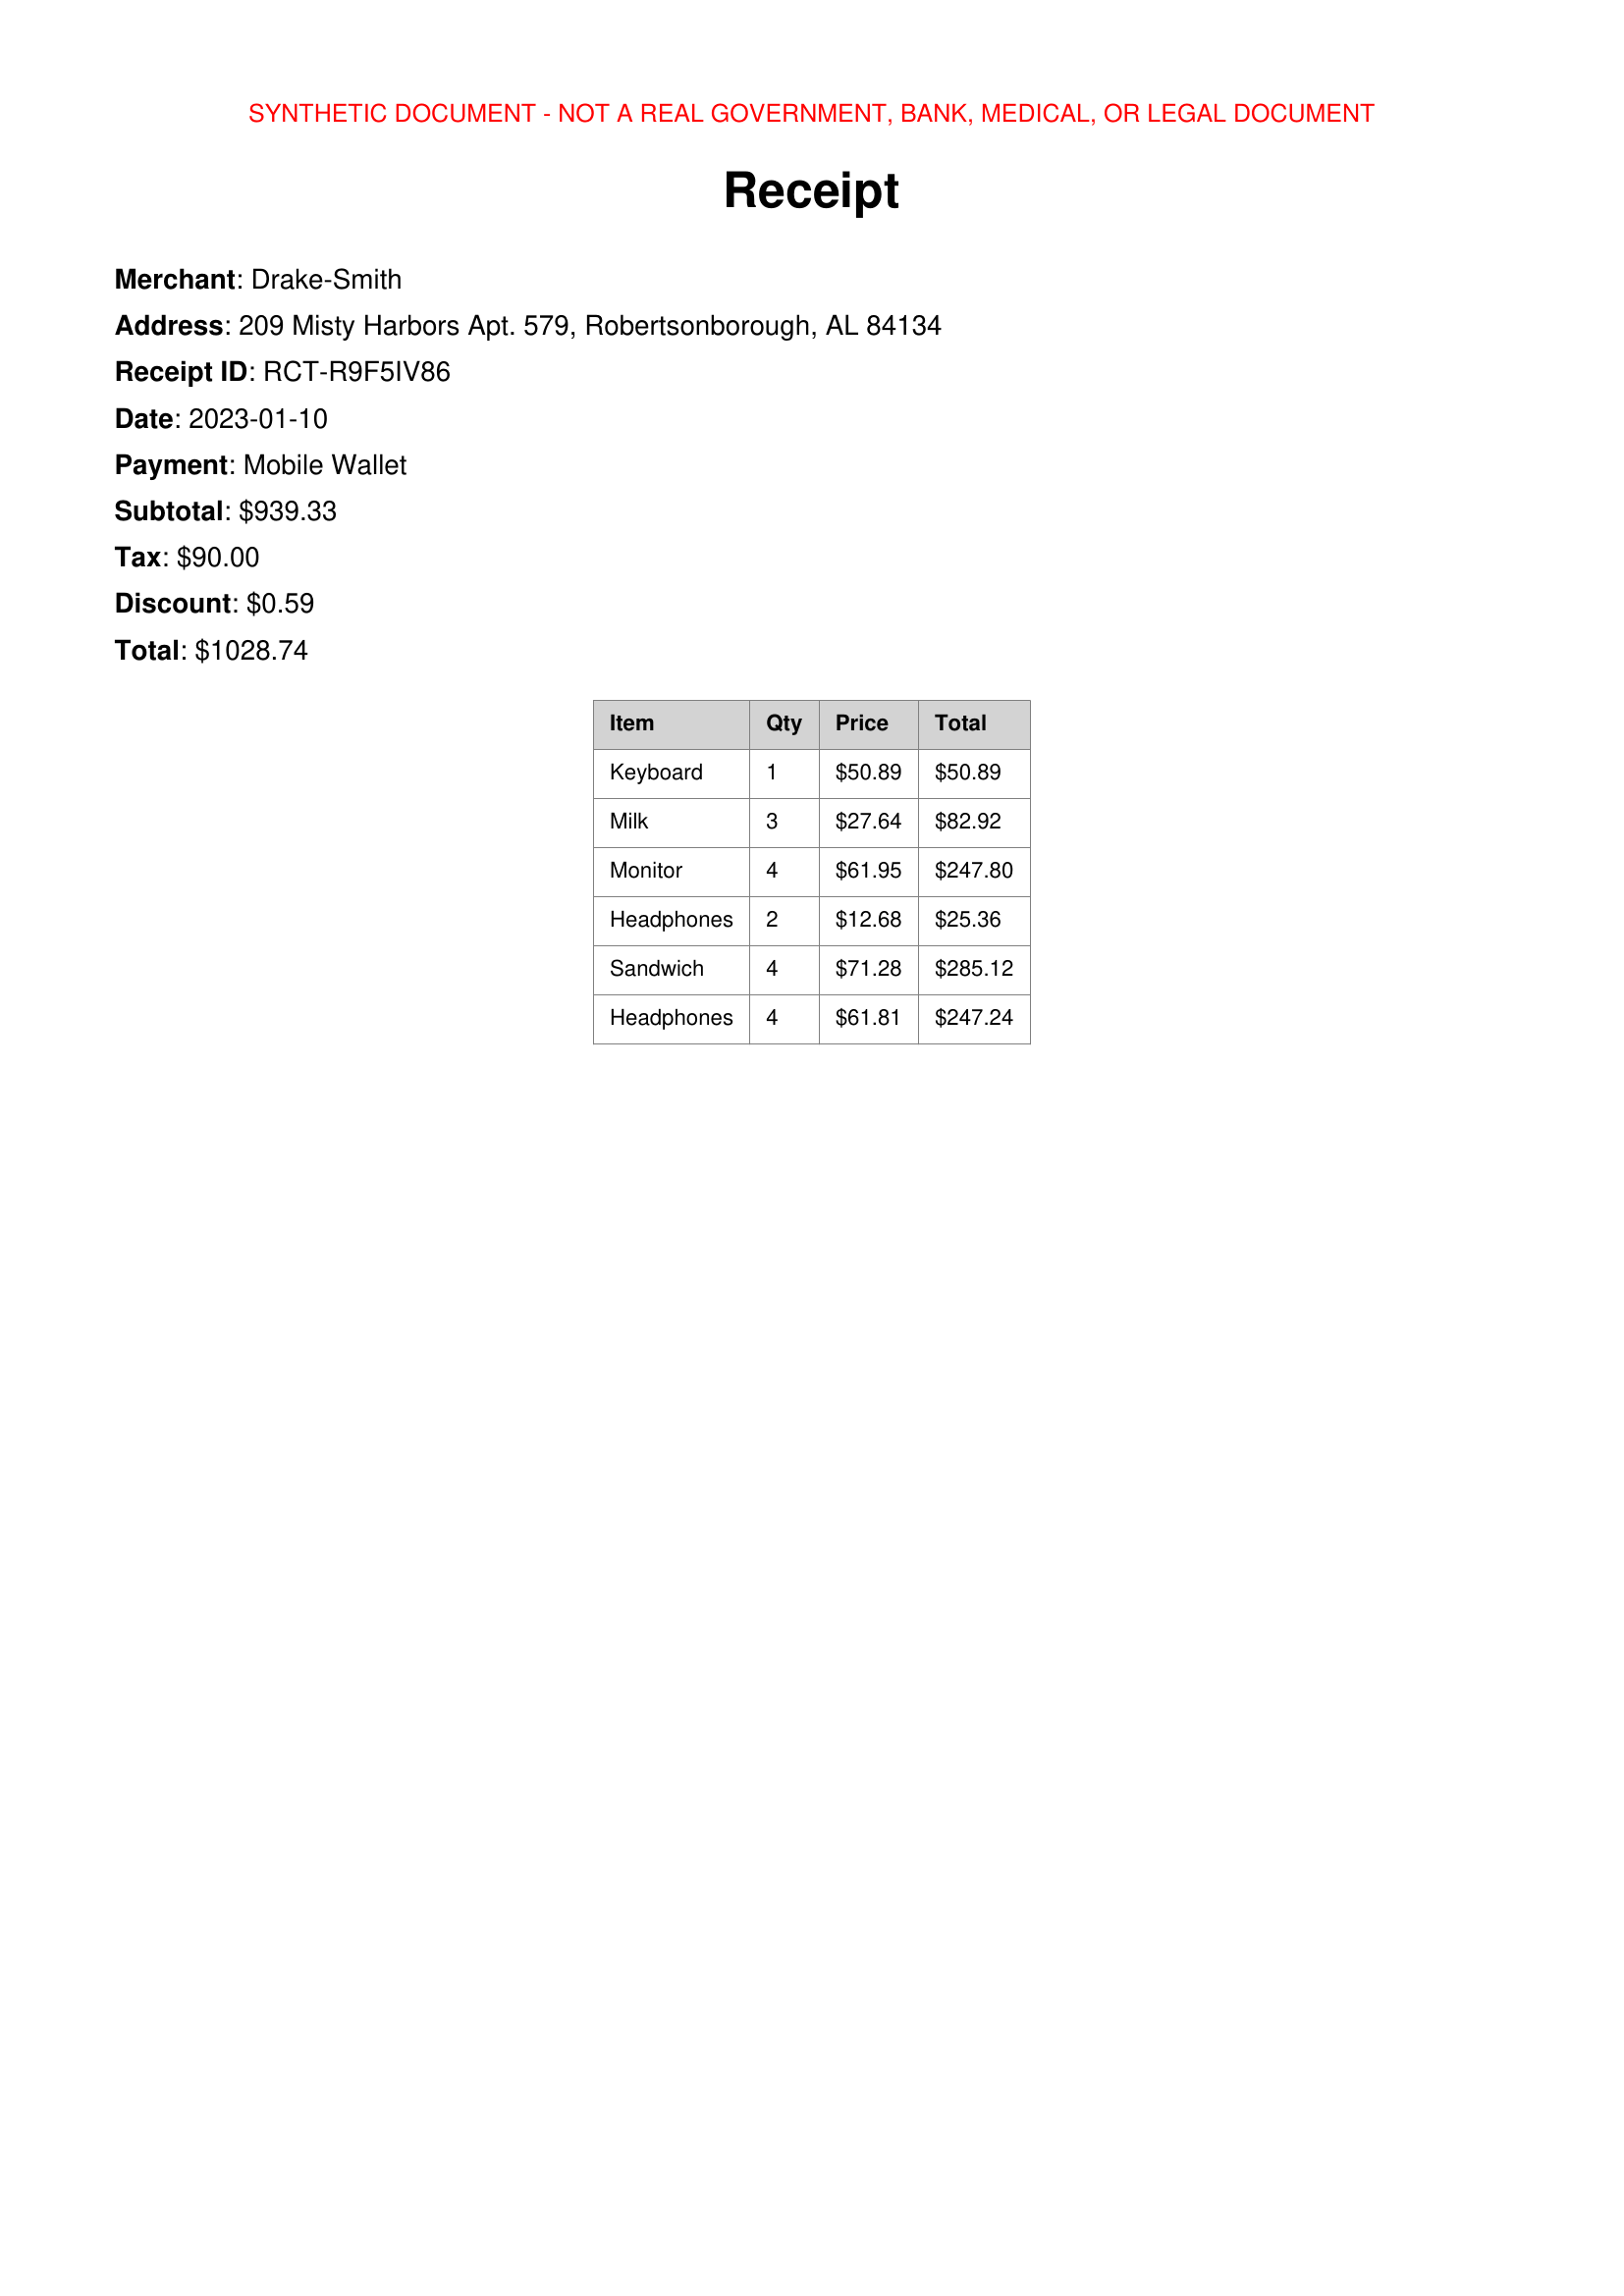 SYNTHETIC DOCUMENT - NOT A REAL GOVERNMENT, BANK, MEDICAL, OR LEGAL DOCUMENT
Receipt
Merchant: Drake-Smith
Address: 209 Misty Harbors Apt. 579, Robertsonborough, AL 84134
Receipt ID: RCT-R9F5IV86
Date: 2023-01-10
Payment: Mobile Wallet
Subtotal: $939.33
Tax: $90.00
Discount: $0.59
Total: $1028.74
Item Qty Price Total
Keyboard 1 $50.89 $50.89
Milk 3 $27.64 $82.92
Monitor 4 $61.95 $247.80
Headphones 2 $12.68 $25.36
Sandwich 4 $71.28 $285.12
Headphones 4 $61.81 $247.24